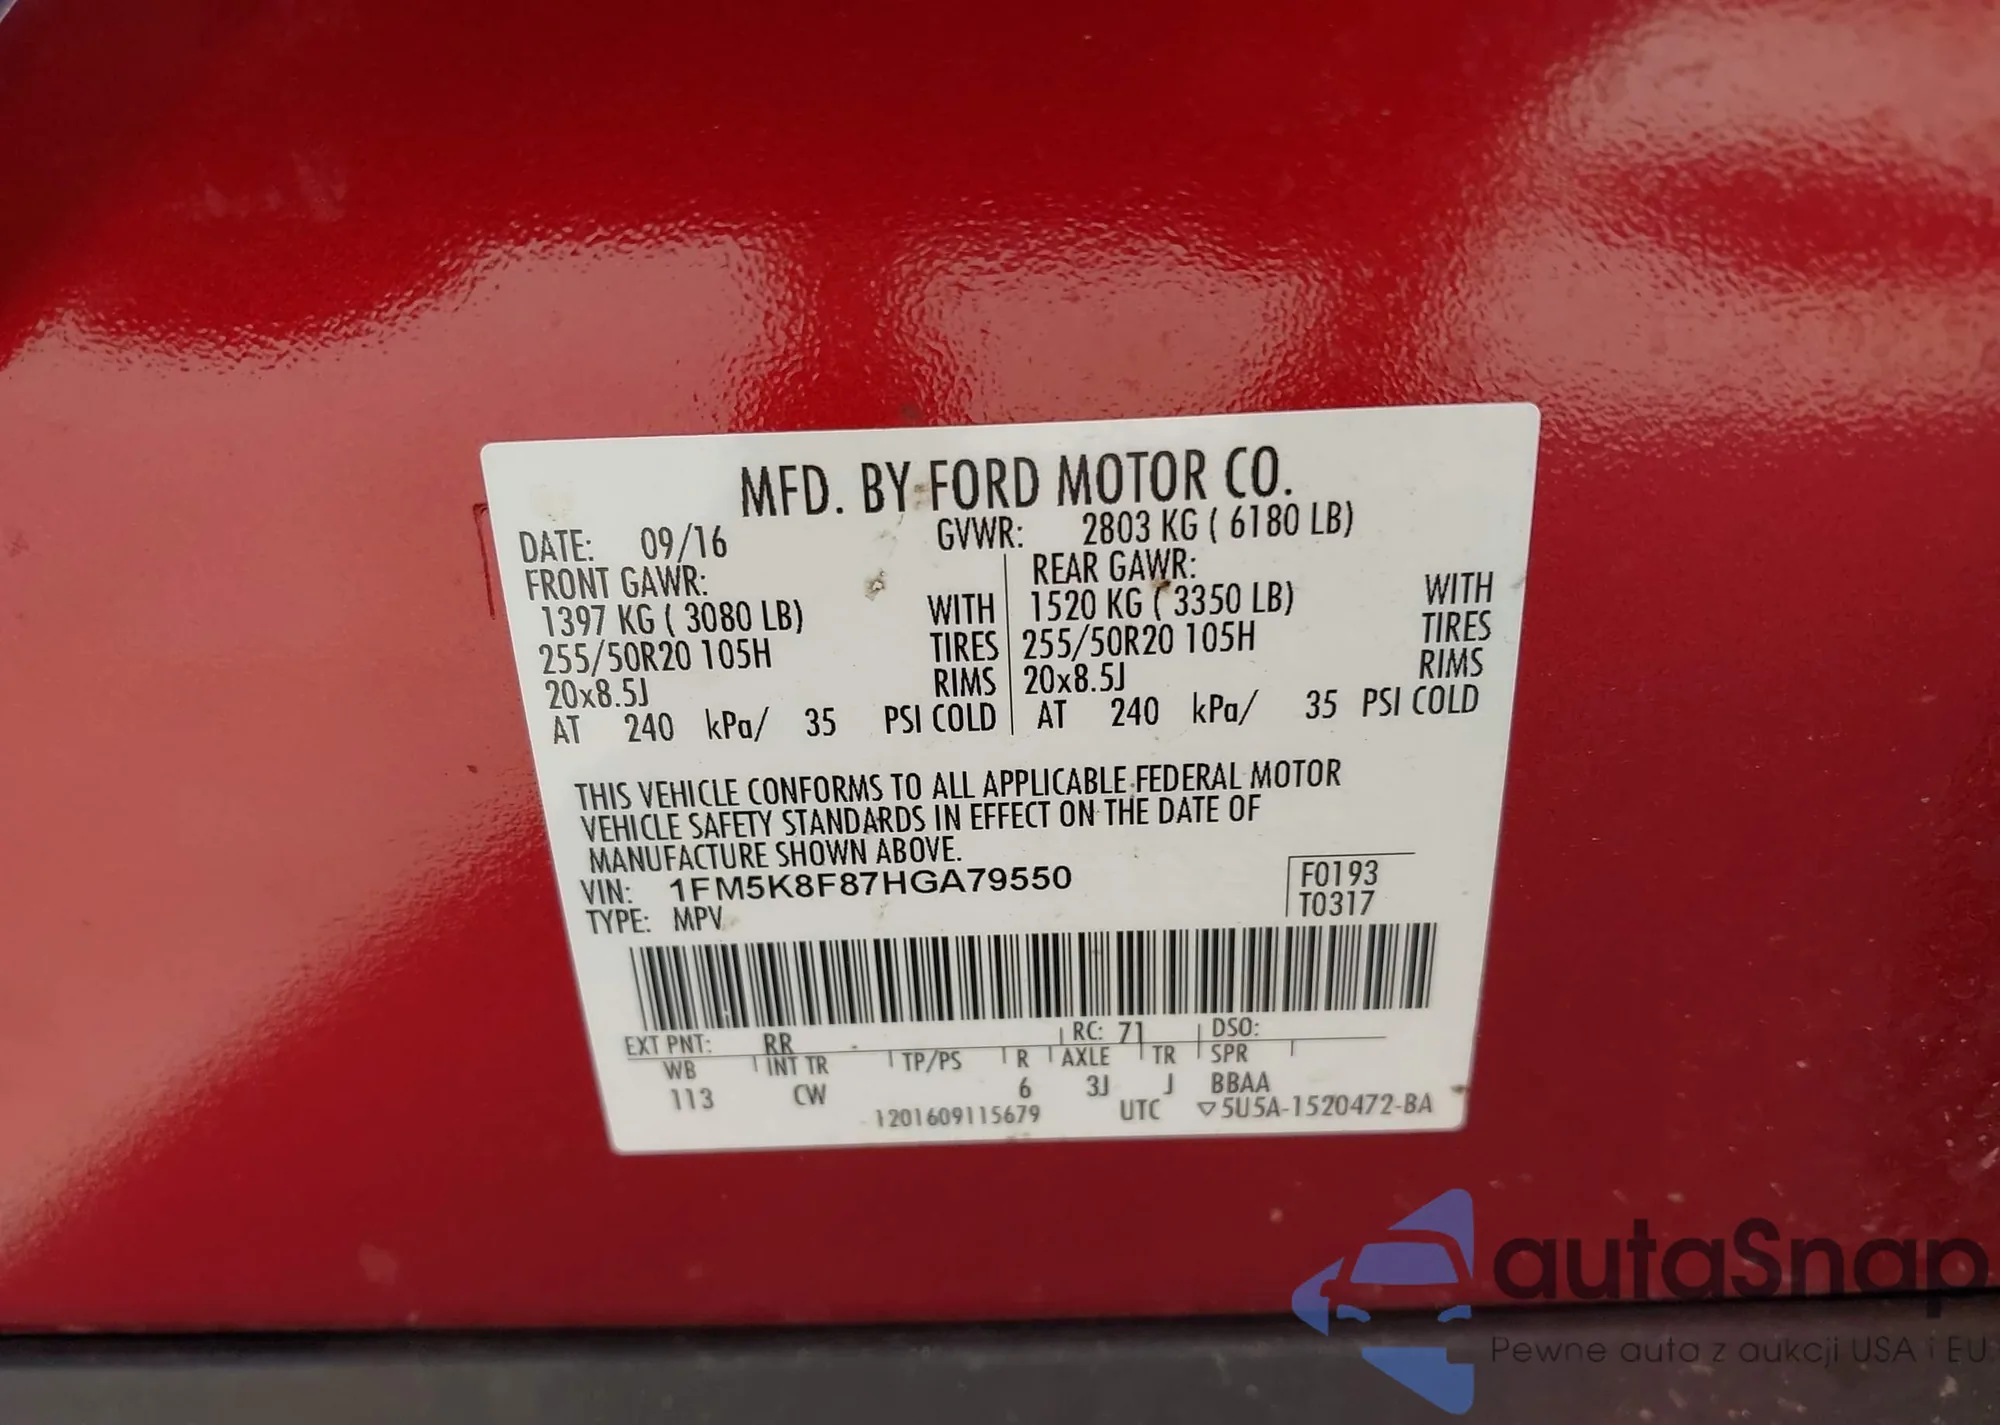 MFD. BY FORD MOTOR CO.
DATE: 09/16 GVWR: 2803 KG ( 6180 LB)
FRONT GAWR: REAR GAWR:
1397 KG ( 3080 LB) WITH 1520 KG ( 3350 LB) WITH
255/50R20 105H TIRES 255/50R20 105H TIRES
20x8.5J RIMS 20x8.5J RIMS
AT 240 kPa/ 35 PSI COLD AT 240 kPa/ 35 PSI COLD
THIS VEHICLE CONFORMS TO ALL APPLICABLE FEDERAL MOTOR
VEHICLE SAFETY STANDARDS IN EFFECT ON THE DATE OF
MANUFACTURE SHOWN ABOVE.
VIN: 1FM5K8F87HGA79550 F0193
TYPE: MPV T0317
EXT PNT: RR RC: 71 DSO:
WB INT TR TP/PS R AXLE TR SPR
113 CW 6 3J J BBAA
1201609115679 UTC ▽5U5A-1520472-BA
autaSnap
Pewne auta z aukcji USA i EU